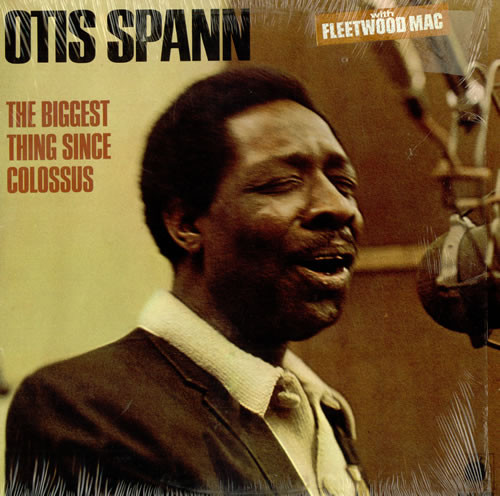 OTIS SPANN
with
FLEETWOOD MAC
THE BIGGEST
THING SINCE
COLOSSUS